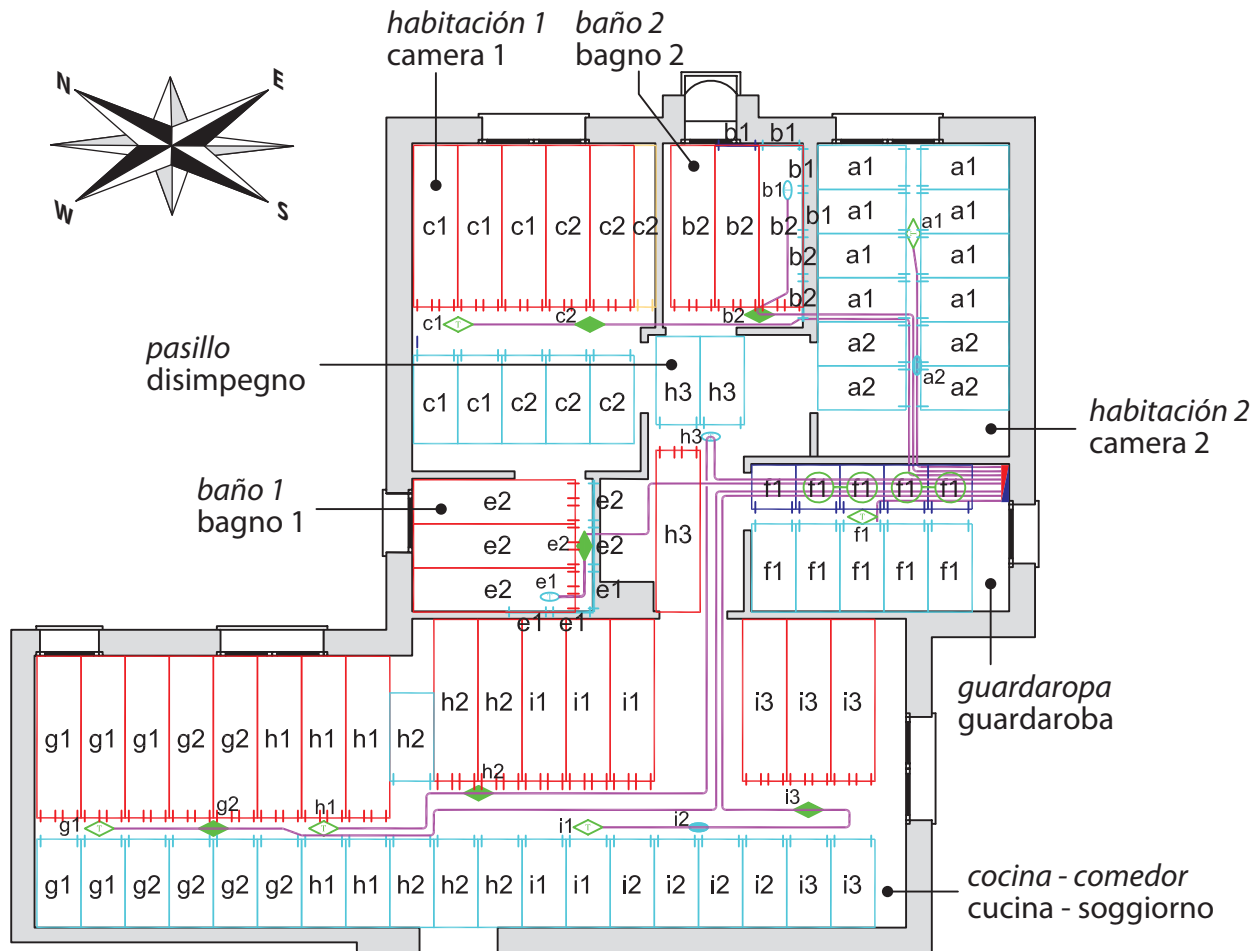 habitación 1
camera 1
baño 2
bagno 2
N
E
W
S
b1
b1
c1
c1
c1
c2
c2
c2
b2
b2
b2
b1
b1
b1
b2
b2
a1
a1
a1
a1
a1
a1
a1
a1
a1
a2
a2
a2
a2
a2
c1
c2
b2
pasillo
disimpegno
c1
c1
c2
c2
c2
h3
h3
h3
h3
habitación 2
camera 2
baño 1
bagno 1
e2
e2
e2
e2
e1
e2
e2
e1
e1
e1
f1
f1
f1
f1
f1
f1
f1
f1
f1
f1
f1
guardaropa
guardaroba
g1
g1
g1
g2
g2
h1
h1
h1
h2
h2
h2
i1
i1
i1
i3
i3
i3
g1
g2
h1
h2
i1
i2
i3
g1
g1
g2
g2
g2
g2
h1
h1
h2
h2
h2
i1
i1
i2
i2
i2
i2
i3
i3
cocina - comedor
cucina - soggiorno